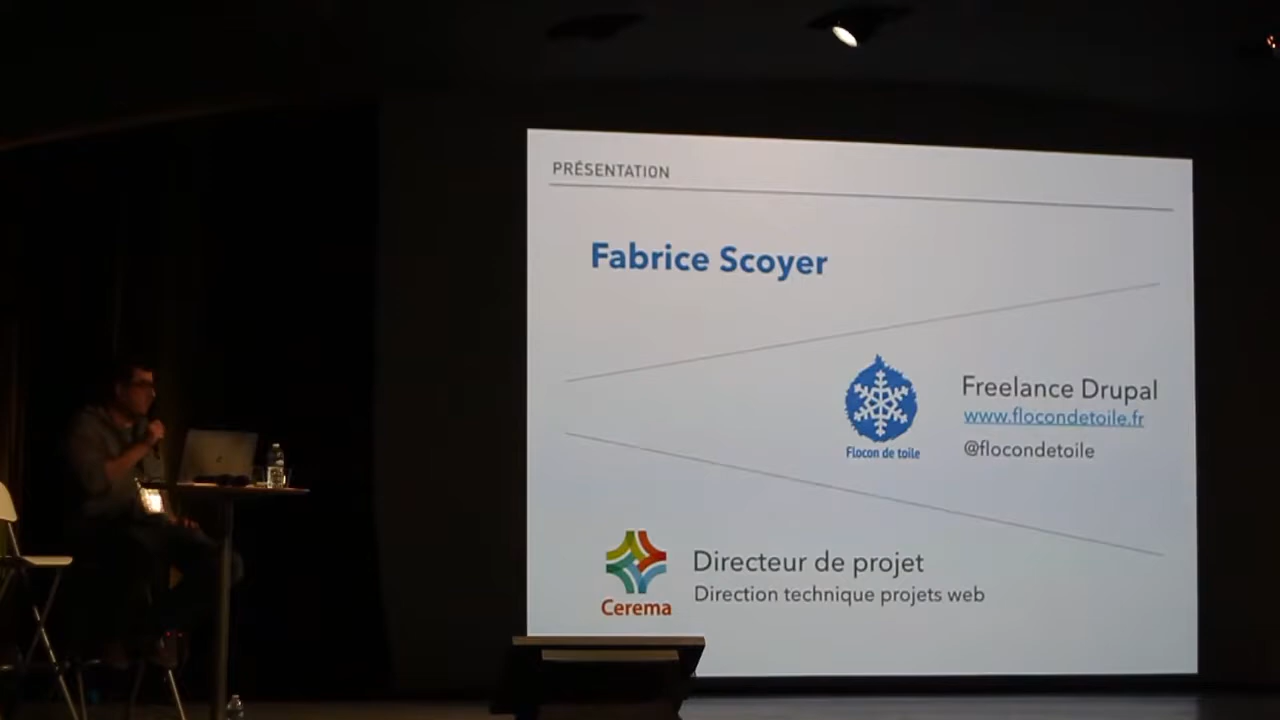 PRÉSENTATION
Fabrice Scoyer
Freelance Drupal
www.flocondetoile.fr
@flocondetoile
Flocon de toile
Directeur de projet
Direction technique projets web
Cerema